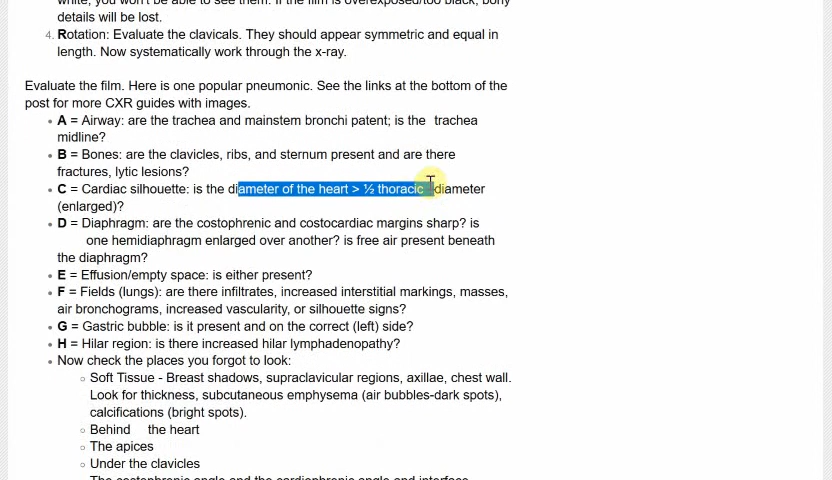 white, you won't be able to see them. If the film is overexposed/too black, bony
details will be lost.
4. Rotation: Evaluate the clavicals. They should appear symmetric and equal in
length. Now systematically work through the x-ray.
Evaluate the film. Here is one popular pneumonic. See the links at the bottom of the
post for more CXR guides with images.
A = Airway: are the trachea and mainstem bronchi patent; is the trachea
midline?
B = Bones: are the clavicles, ribs, and sternum present and are there
fractures, lytic lesions?
C = Cardiac silhouette: is the diameter of the heart > ½ thoracic diameter
(enlarged)?
D = Diaphragm: are the costophrenic and costocardiac margins sharp? is
one hemidiaphragm enlarged over another? is free air present beneath
the diaphragm?
E = Effusion/empty space: is either present?
F = Fields (lungs): are there infiltrates, increased interstitial markings, masses,
air bronchograms, increased vascularity, or silhouette signs?
G = Gastric bubble: is it present and on the correct (left) side?
H = Hilar region: is there increased hilar lymphadenopathy?
Now check the places you forgot to look:
Soft Tissue - Breast shadows, supraclavicular regions, axillae, chest wall.
Look for thickness, subcutaneous emphysema (air bubbles-dark spots),
calcifications (bright spots).
Behind the heart
The apices
Under the clavicles
The costophrenic angle and the cardiophrenic angle and interface